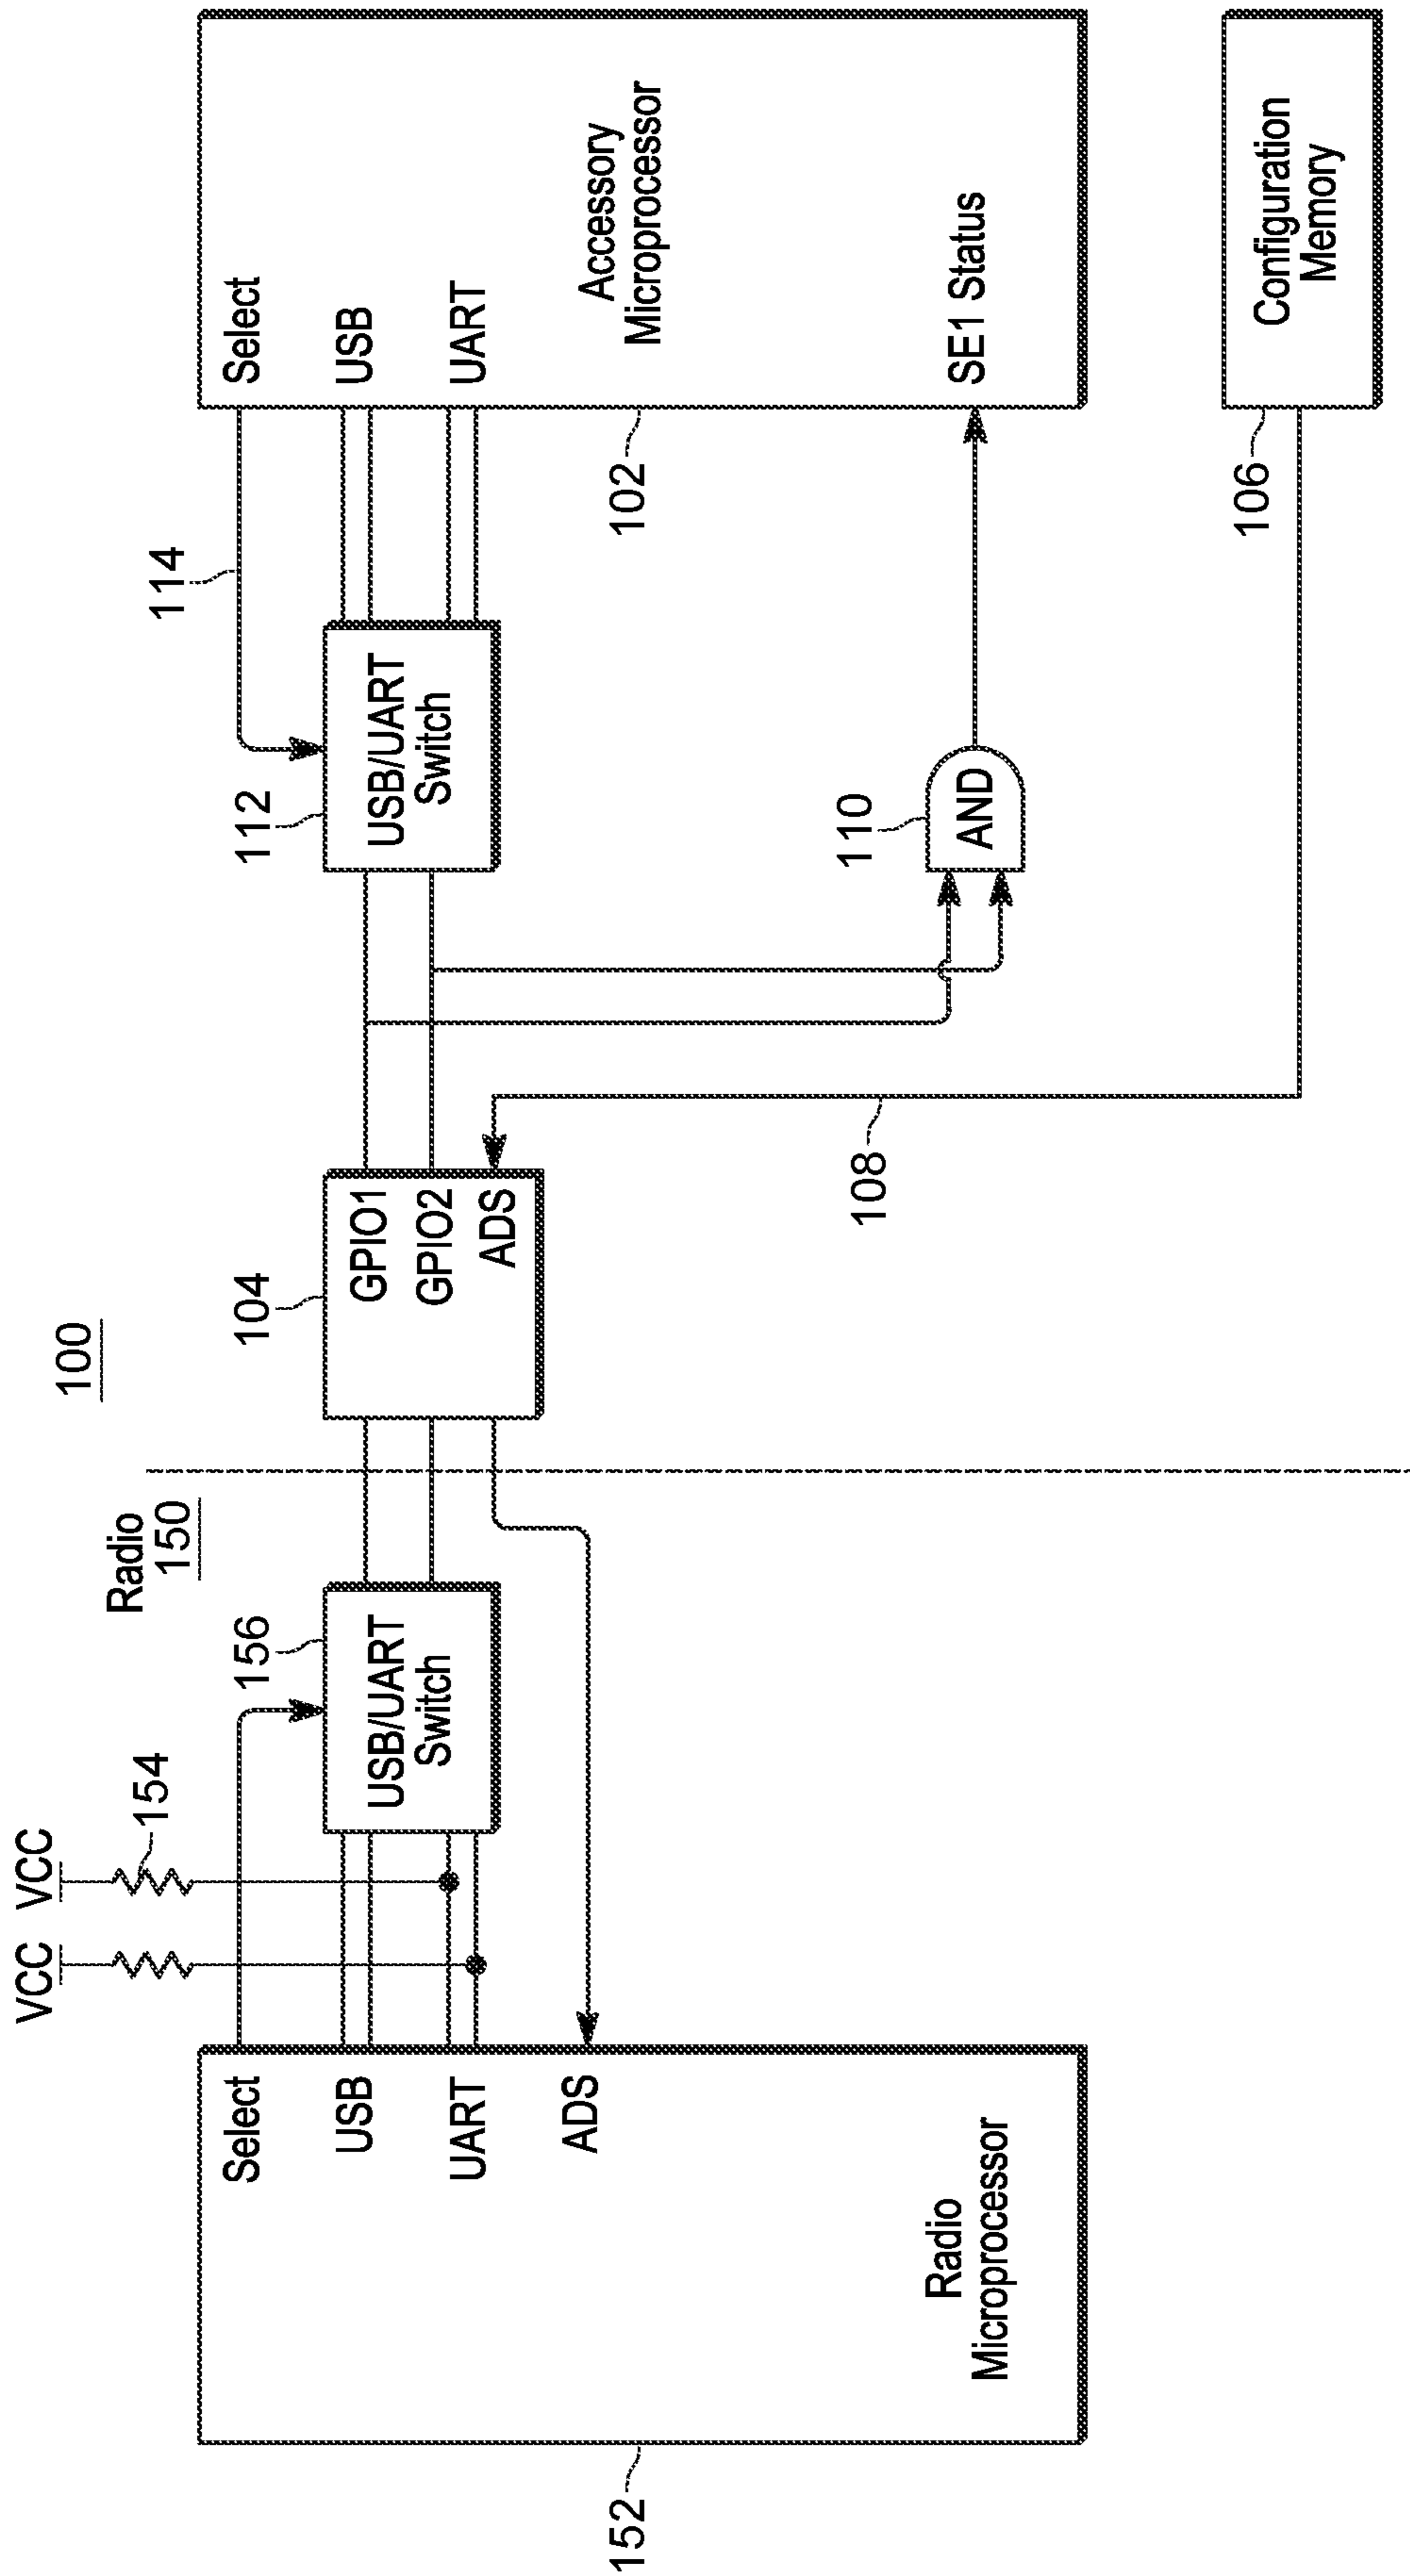 100
Radio
150
VCC
VCC
154
156
104
112
114
Select
USB
UART
ADS
Radio
Microprocessor
152
USB/UART
Switch
GPIO1
GPIO2
ADS
108
USB/UART
Switch
110
AND
Select
USB
UART
Accessory
Microprocessor
SE1 Status
102
Configuration
Memory
106